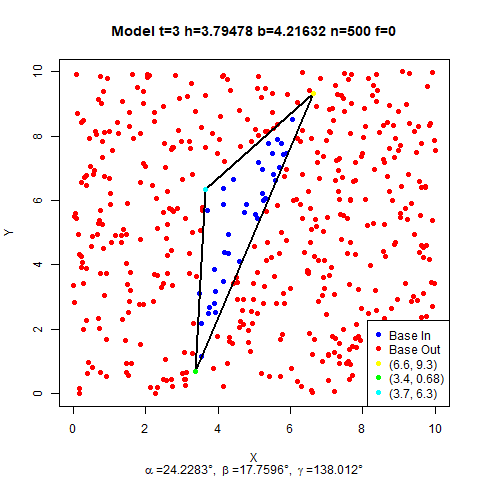 Model t=3 h=3.79478 b=4.21632 n=500 f=0
10
8
6
4
2
0
Y
Base In
Base Out
(6.6, 9.3)
(3.4, 0.68)
(3.7, 6.3)
0 2 4 6 8 10
X
α=24.2283°, β=17.7596°, γ=138.012°